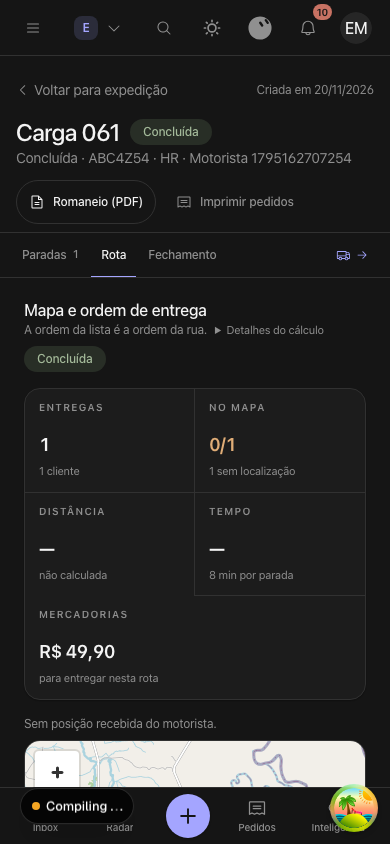 E
10
EM
Voltar para expedição
Criada em 20/11/2026
Carga 061
Concluída
Concluída · ABC4Z54 · HR · Motorista 1795162707254
Romaneio (PDF)
Imprimir pedidos
Paradas 1
Rota
Fechamento
Mapa e ordem de entrega
A ordem da lista é a ordem da rua.
Detalhes do cálculo
Concluída
ENTREGAS
1
1 cliente
NO MAPA
0/1
1 sem localização
DISTÂNCIA
—
não calculada
TEMPO
—
8 min por parada
MERCADORIAS
R$ 49,90
para entregar nesta rota
Sem posição recebida do motorista.
+
Compiling ...
Inbox
Radar
+
Pedidos